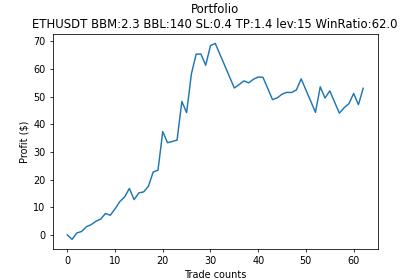 Portfolio
ETHUSDT BBM:2.3 BBL:140 SL:0.4 TP:1.4 lev:15 WinRatio:62.0
70
60
50
40
30
20
10
0
Profit ($)
0 10 20 30 40 50 60
Trade counts